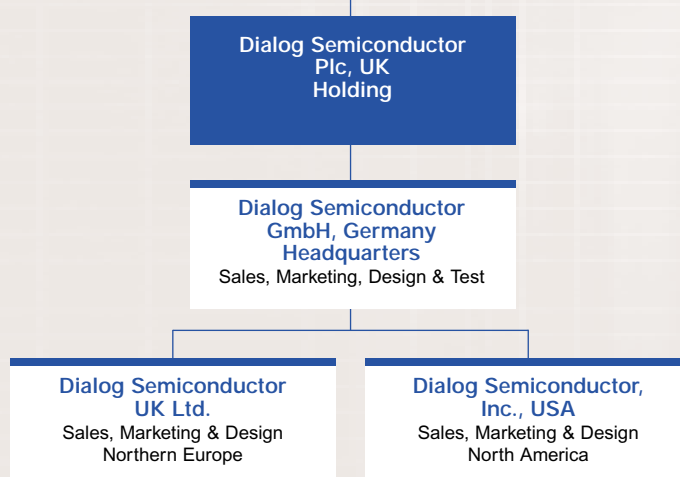 Dialog Semiconductor
Plc, UK
Holding
Dialog Semiconductor
GmbH, Germany
Headquarters
Sales, Marketing, Design & Test
Dialog Semiconductor
UK Ltd.
Sales, Marketing & Design
Northern Europe
Dialog Semiconductor,
Inc., USA
Sales, Marketing & Design
North America